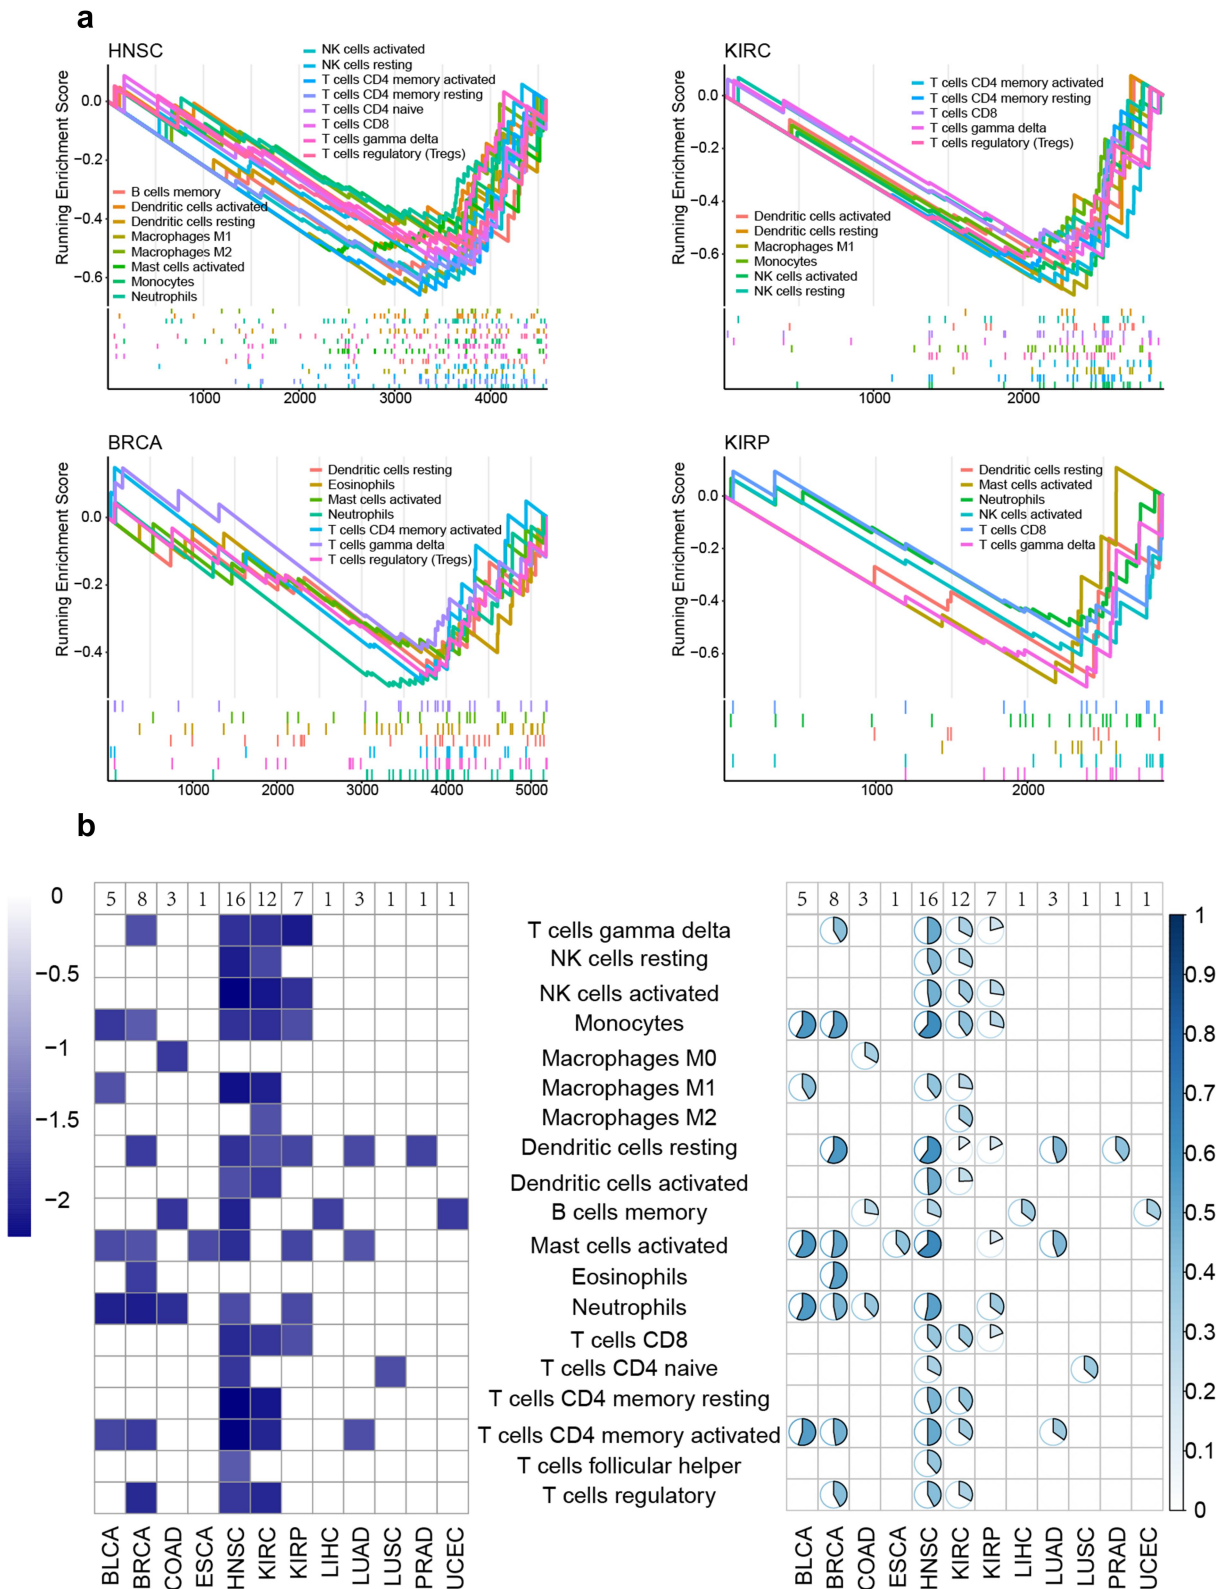 a
HNSC
Running Enrichment Score
0.0
−0.2
−0.4
−0.6
NK cells activated
NK cells resting
T cells CD4 memory activated
T cells CD4 memory resting
T cells CD4 naive
T cells CD8
T cells gamma delta
T cells regulatory (Tregs)
B cells memory
Dendritic cells activated
Dendritic cells resting
Macrophages M1
Macrophages M2
Mast cells activated
Monocytes
Neutrophils
1000 2000 3000 4000
KIRC
Running Enrichment Score
0.0
−0.2
−0.4
−0.6
T cells CD4 memory activated
T cells CD4 memory resting
T cells CD8
T cells gamma delta
T cells regulatory (Tregs)
Dendritic cells activated
Dendritic cells resting
Macrophages M1
Monocytes
NK cells activated
NK cells resting
1000 2000
BRCA
Running Enrichment Score
0.0
−0.2
−0.4
Dendritic cells resting
Eosinophils
Mast cells activated
Neutrophils
T cells CD4 memory activated
T cells gamma delta
T cells regulatory (Tregs)
1000 2000 3000 4000 5000
KIRP
Running Enrichment Score
0.0
−0.2
−0.4
−0.6
Dendritic cells resting
Mast cells activated
Neutrophils
NK cells activated
T cells CD8
T cells gamma delta
1000 2000
b
0
−0.5
−1
−1.5
−2
5 8 3 1 16 12 7 1 3 1 1 1
T cells gamma delta
NK cells resting
NK cells activated
Monocytes
Macrophages M0
Macrophages M1
Macrophages M2
Dendritic cells resting
Dendritic cells activated
B cells memory
Mast cells activated
Eosinophils
Neutrophils
T cells CD8
T cells CD4 naive
T cells CD4 memory resting
T cells CD4 memory activated
T cells follicular helper
T cells regulatory
BLCA BRCA COAD ESCA HNSC KIRC KIRP LIHC LUAD LUSC PRAD UCEC
5 8 3 1 16 12 7 1 3 1 1 1
1
0.9
0.8
0.7
0.6
0.5
0.4
0.3
0.2
0.1
0
BLCA BRCA COAD ESCA HNSC KIRC KIRP LIHC LUAD LUSC PRAD UCEC